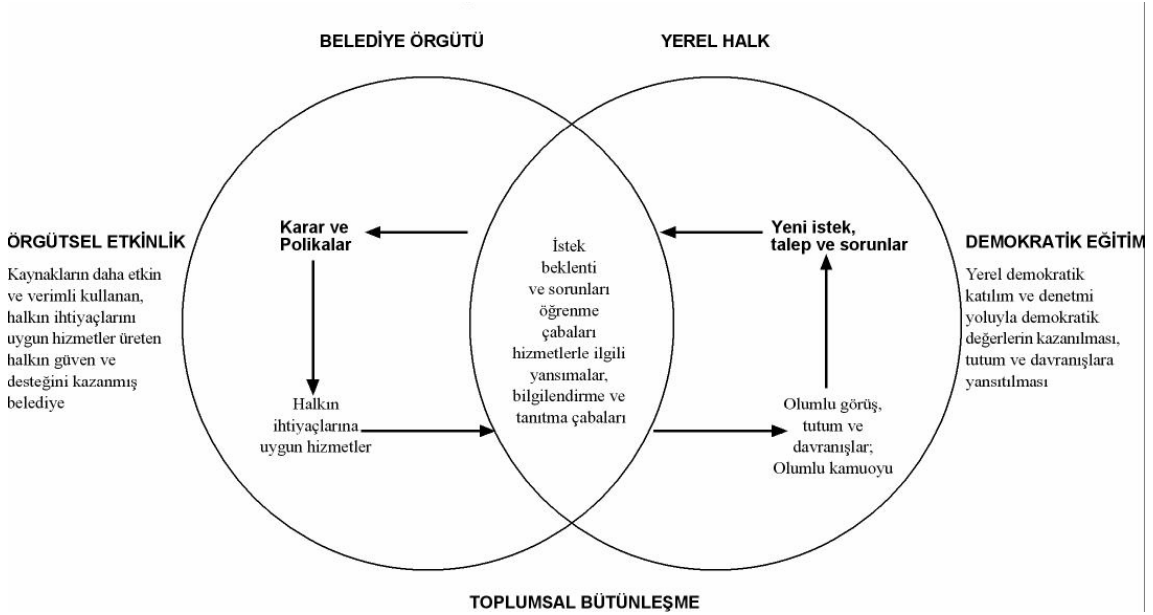 BELEDİYE ÖRGÜTÜ
YEREL HALK
ÖRGÜTSEL ETKİNLİK
Kaynakların daha etkin
ve verimli kullanan,
halkın ihtiyaçlarını
uygun hizmetler üreten
halkın güven ve
desteğini kazanmış
belediye
Karar ve
Polikalar
Halkın
ihtiyaçlarına
uygun hizmetler
İstek
beklenti
ve sorunları
öğrenme
çabaları
hizmetlerle ilgili
yansımalar,
bilgilendirme ve
tanıtma çabaları
Yeni istek,
talep ve sorunlar
Olumlu görüş,
tutum ve
davranışlar;
Olumlu kamuoyu
DEMOKRATİK EĞİTİM
Yerel demokratik
katılım ve denetmi
yoluyla demokratik
değerlerin kazanılması,
tutum ve davranışlara
yansıtılması
TOPLUMSAL BÜTÜNLEŞME